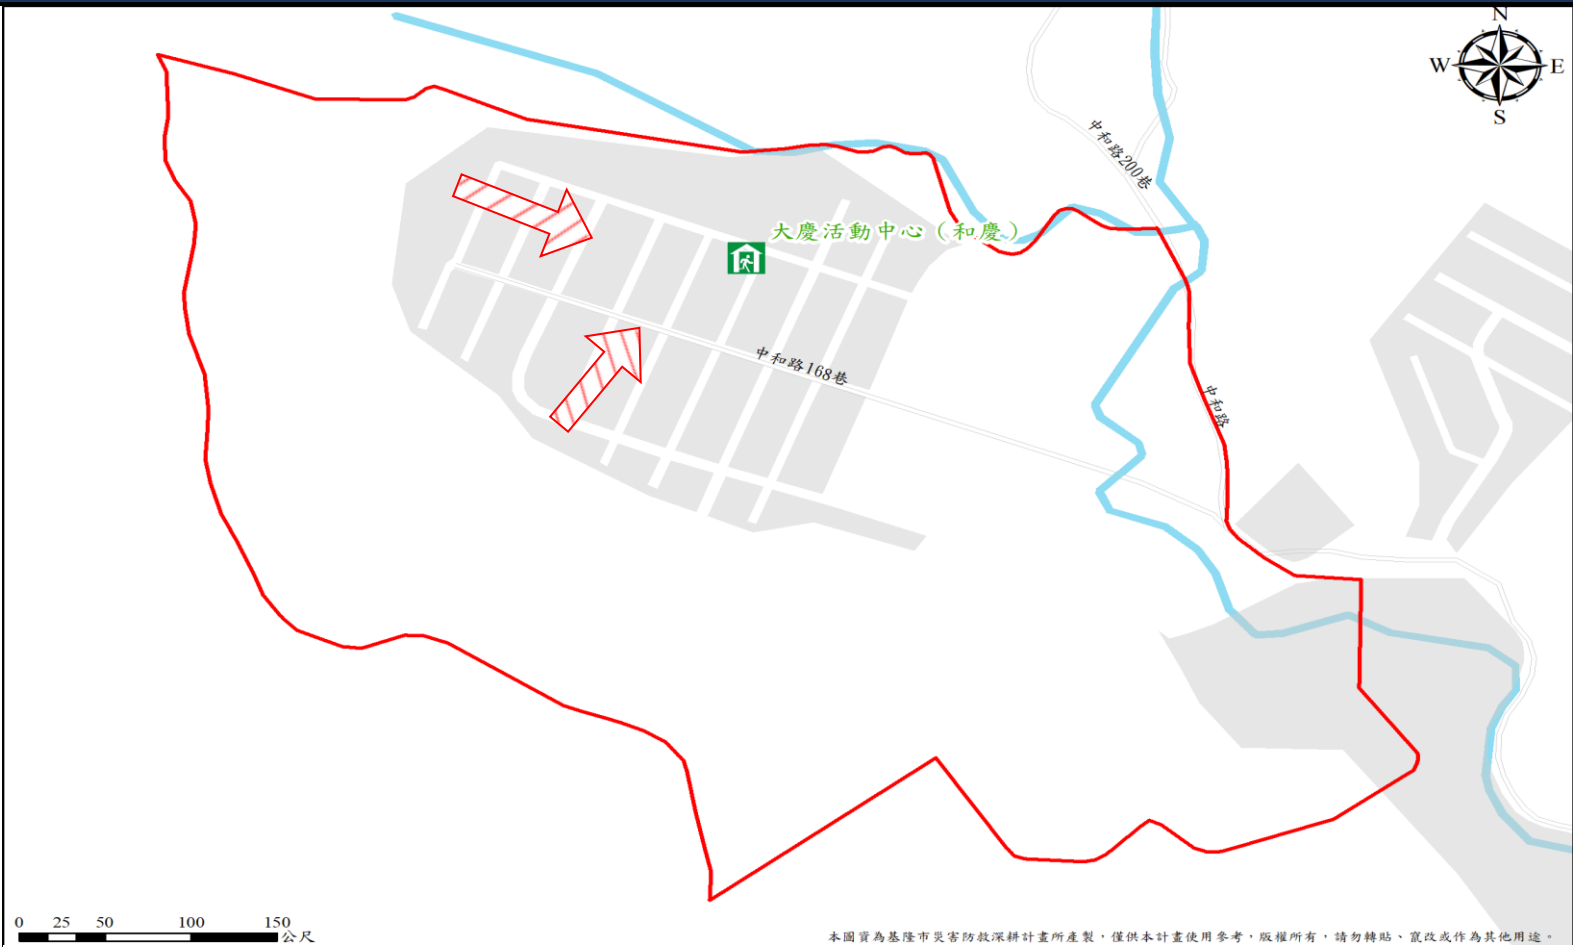 N
W
E
S
中和路200巷
大慶活動中心（和慶）
中和路168巷
中和路
0 25 50 100 150
公尺
本圖資為基隆市災害防救深耕計畫所產製，僅供本計畫使用參考，版權所有，請勿轉貼、竄改或作為其他用途。